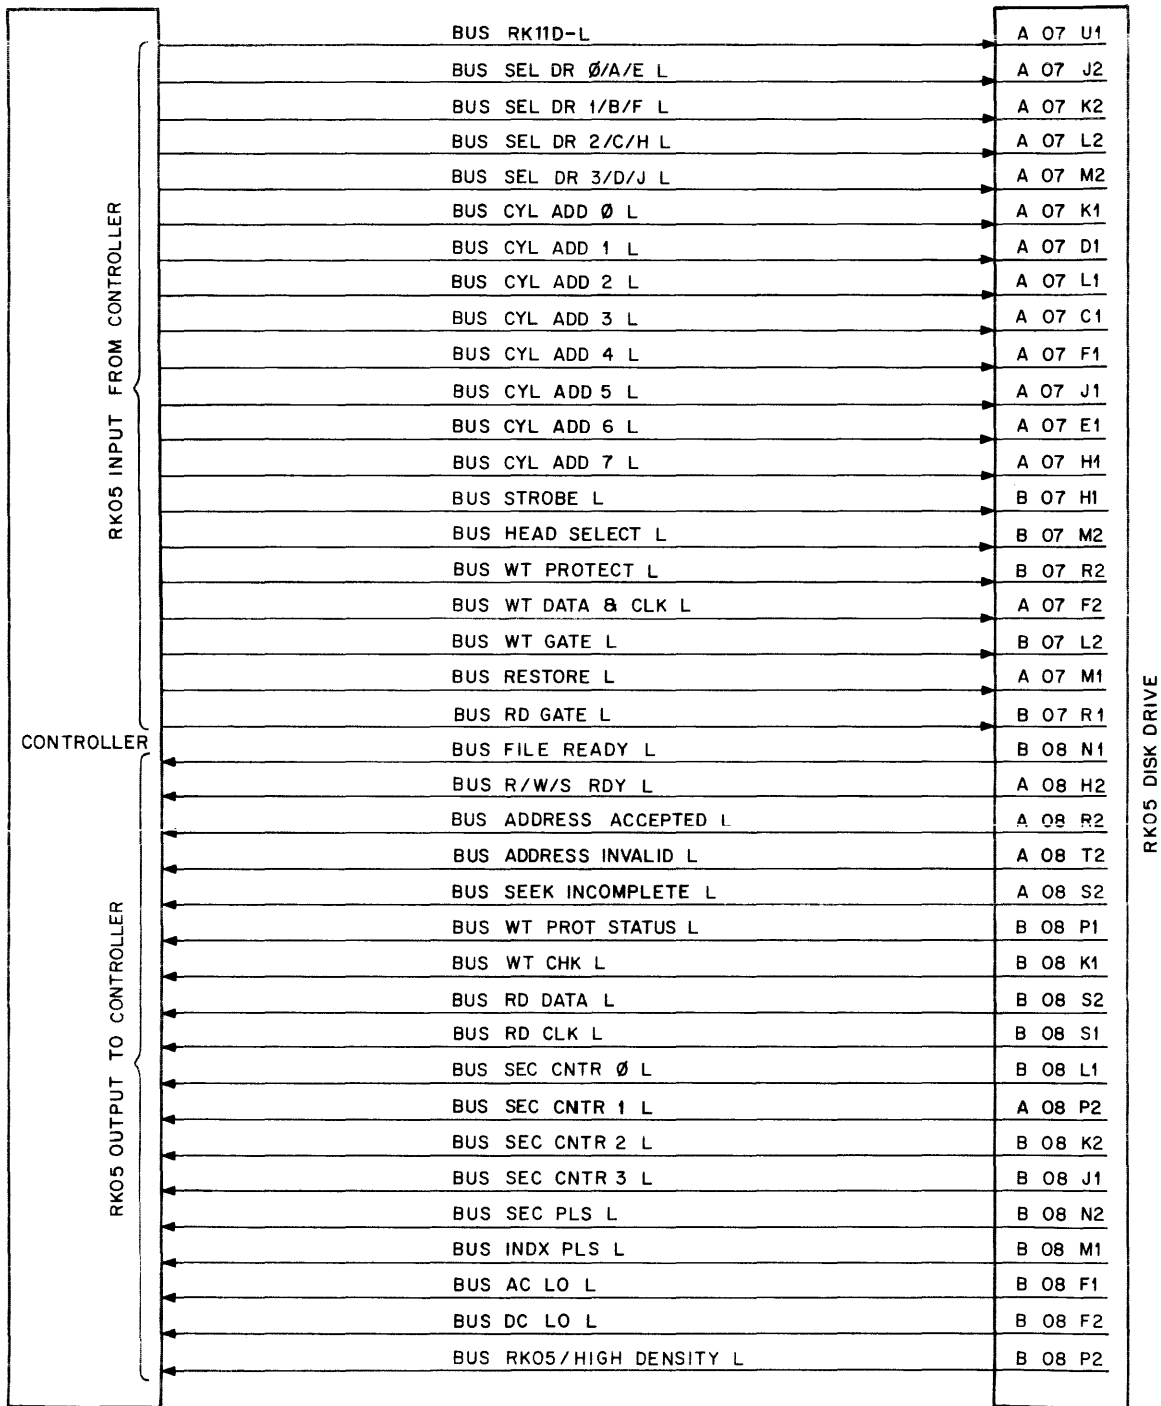 BUS RK11D-L A 07 U1
BUS SEL DR Ø/A/E L A 07 J2
BUS SEL DR 1/B/F L A 07 K2
BUS SEL DR 2/C/H L A 07 L2
BUS SEL DR 3/D/J L A 07 M2
BUS CYL ADD Ø L A 07 K1
BUS CYL ADD 1 L A 07 D1
BUS CYL ADD 2 L A 07 L1
BUS CYL ADD 3 L A 07 C1
BUS CYL ADD 4 L A 07 F1
BUS CYL ADD 5 L A 07 J1
BUS CYL ADD 6 L A 07 E1
BUS CYL ADD 7 L A 07 H1
BUS STROBE L B 07 H1
BUS HEAD SELECT L B 07 M2
BUS WT PROTECT L B 07 R2
BUS WT DATA & CLK L A 07 F2
BUS WT GATE L B 07 L2
BUS RESTORE L A 07 M1
BUS RD GATE L B 07 R1
RK05 INPUT FROM CONTROLLER
CONTROLLER
BUS FILE READY L B 08 N1
BUS R/W/S RDY L A 08 H2
BUS ADDRESS ACCEPTED L A 08 R2
BUS ADDRESS INVALID L A 08 T2
BUS SEEK INCOMPLETE L A 08 S2
BUS WT PROT STATUS L B 08 P1
BUS WT CHK L B 08 K1
BUS RD DATA L B 08 S2
BUS RD CLK L B 08 S1
BUS SEC CNTR Ø L B 08 L1
BUS SEC CNTR 1 L A 08 P2
BUS SEC CNTR 2 L B 08 K2
BUS SEC CNTR 3 L B 08 J1
BUS SEC PLS L B 08 N2
BUS INDX PLS L B 08 M1
BUS AC LO L B 08 F1
BUS DC LO L B 08 F2
BUS RK05/HIGH DENSITY L B 08 P2
RK05 OUTPUT TO CONTROLLER
RK05 DISK DRIVE